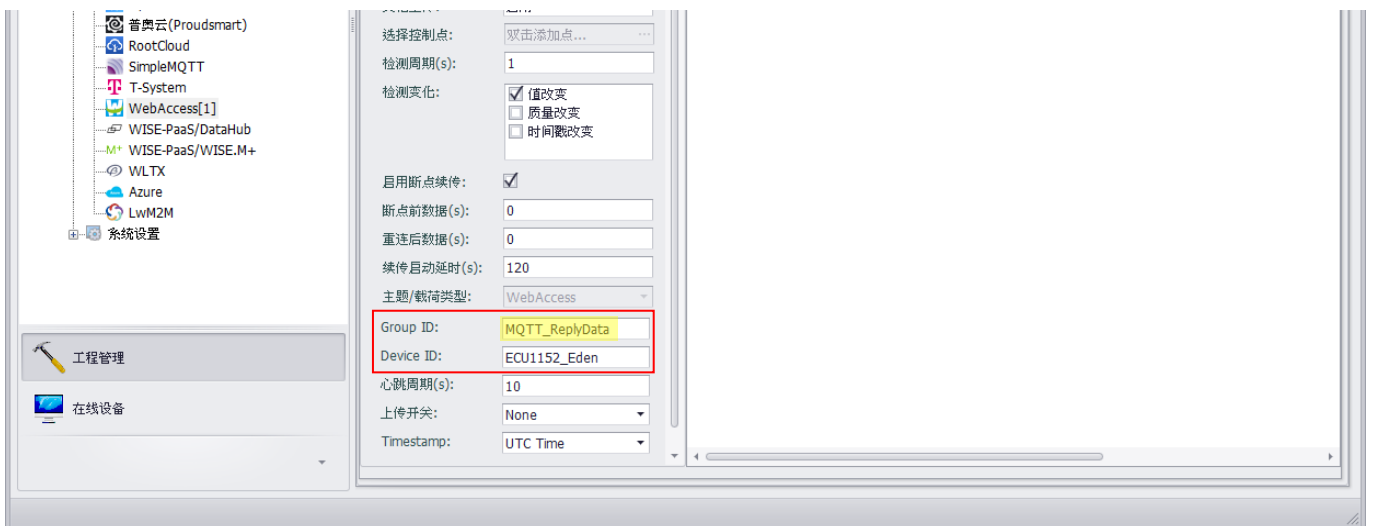 普奥云(Proudsmart)
RootCloud
SimpleMQTT
T-System
WebAccess[1]
WISE-PaaS/DataHub
WISE-PaaS/WISE.M+
WLTX
Azure
LwM2M
系统设置
工程管理
在线设备
选择控制点: 双击添加点... ...
检测周期(s): 1
检测变化: 值改变
质量改变
时间戳改变
启用断点续传:
断点前数据(s): 0
重连后数据(s): 0
续传启动延时(s): 120
主题/载荷类型: WebAccess
Group ID: MQTT_ReplyData
Device ID: ECU1152_Eden
心跳周期(s): 10
上传开关: None
Timestamp: UTC Time